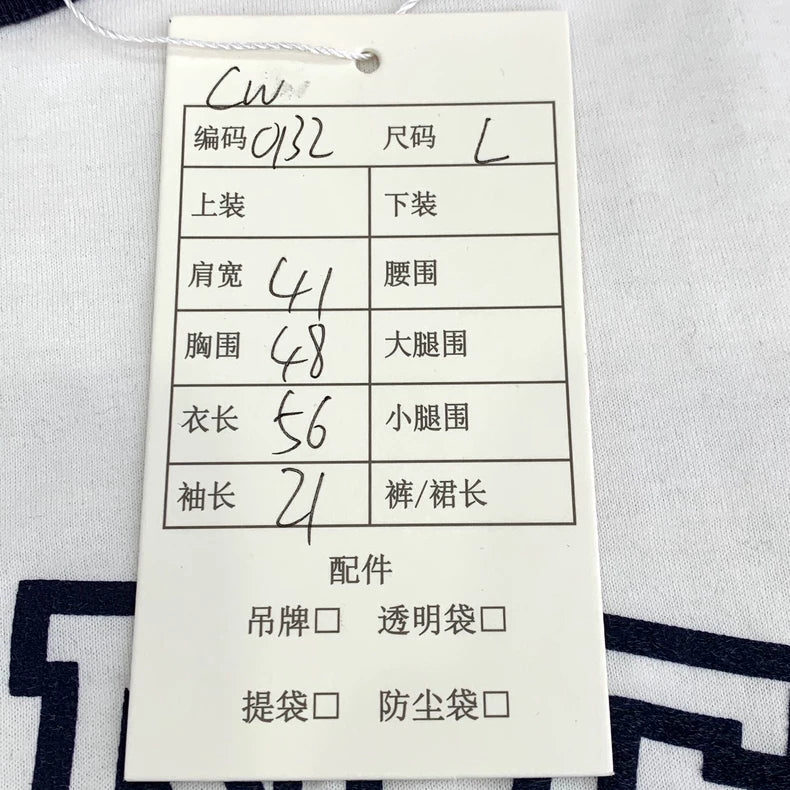 CW
编码 0132 尺码 L
上装 下装
肩宽 41 腰围
胸围 48 大腿围
衣长 56 小腿围
袖长 21 裤/裙长
配件
吊牌□ 透明袋□
提袋□ 防尘袋□